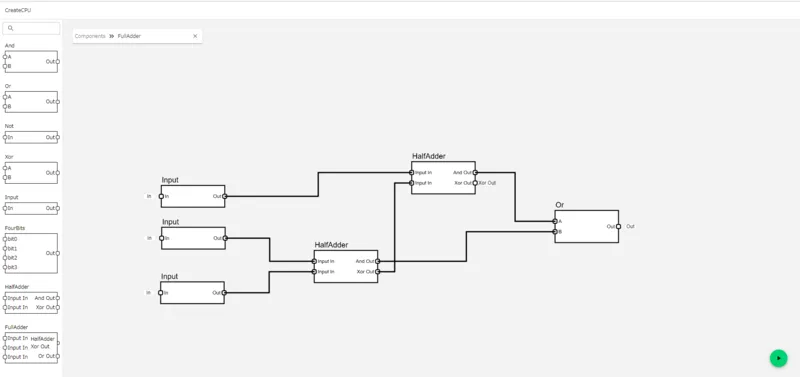 CreateCPU
Components » FullAdder ×
And
A
B
Out
Or
A
B
Out
Not
In Out
Xor
A
B
Out
Input
In Out
FourBits
bit0
bit1
bit2
bit3
Out
HalfAdder
Input In And Out
Input In Xor Out
FullAdder
Input In HalfAdder
Xor Out
Input In
Input In Or Out
Input
In In Out
Input
In In Out
Input
In In Out
HalfAdder
Input In And Out
Input In Xor Out
HalfAdder
Input In And Out
Input In Xor Out Xor Out
Or
A
B
Out Out